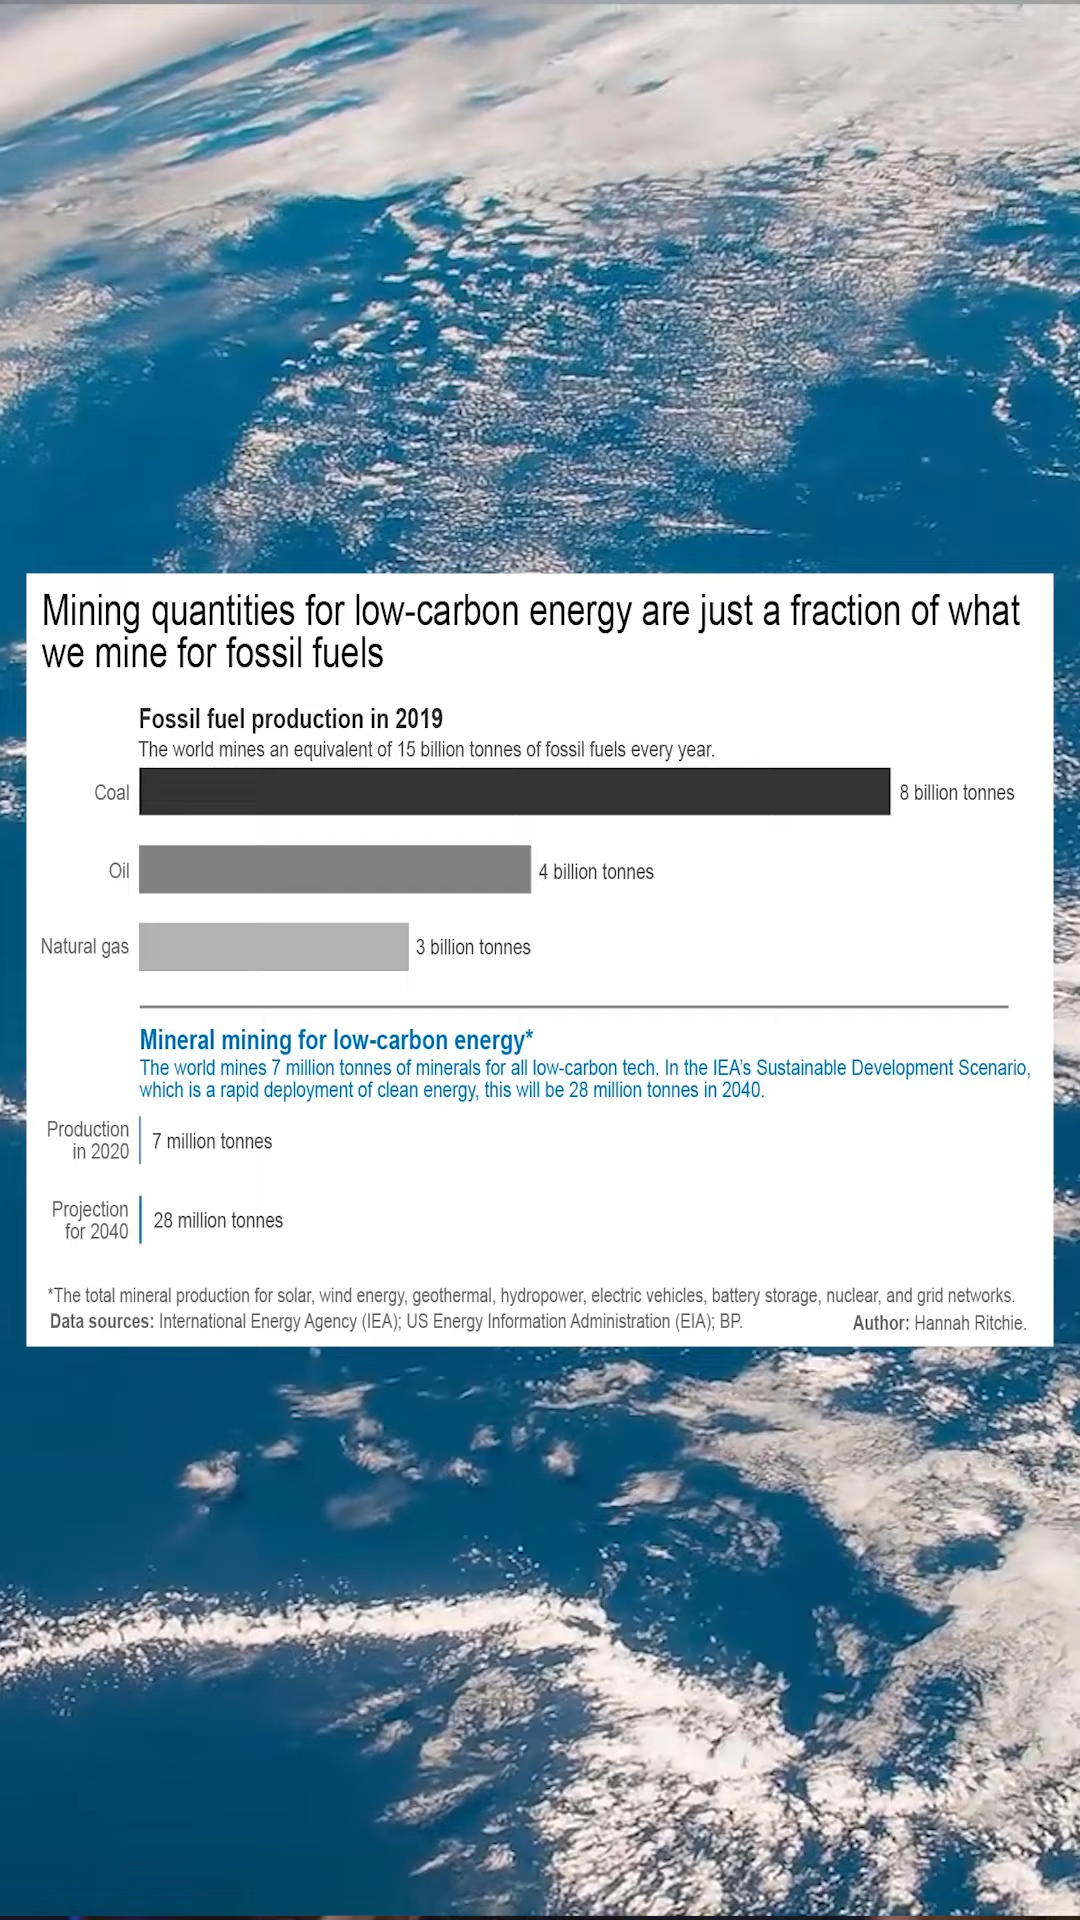 Mining quantities for low-carbon energy are just a fraction of what
we mine for fossil fuels
Fossil fuel production in 2019
The world mines an equivalent of 15 billion tonnes of fossil fuels every year.
Coal
8 billion tonnes
Oil
4 billion tonnes
Natural gas
3 billion tonnes
Mineral mining for low-carbon energy*
The world mines 7 million tonnes of minerals for all low-carbon tech. In the IEA's Sustainable Development Scenario,
which is a rapid deployment of clean energy, this will be 28 million tonnes in 2040.
Production
in 2020
7 million tonnes
Projection
for 2040
28 million tonnes
*The total mineral production for solar, wind energy, geothermal, hydropower, electric vehicles, battery storage, nuclear, and grid networks.
Data sources: International Energy Agency (IEA); US Energy Information Administration (EIA); BP.
Author: Hannah Ritchie.